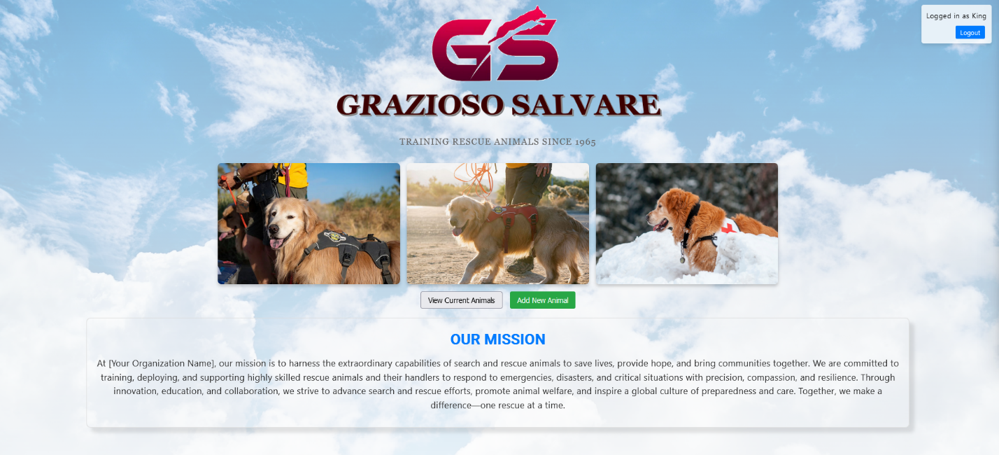 Logged in as King
Logout
GS
GRAZIOSO SALVARE
TRAINING RESCUE ANIMALS SINCE 1965
View Current Animals
Add New Animal
OUR MISSION
At [Your Organization Name], our mission is to harness the extraordinary capabilities of search and rescue animals to save lives, provide hope, and bring communities together. We are committed to
training, deploying, and supporting highly skilled rescue animals and their handlers to respond to emergencies, disasters, and critical situations with precision, compassion, and resilience. Through
innovation, education, and collaboration, we strive to advance search and rescue efforts, promote animal welfare, and inspire a global culture of preparedness and care. Together, we make a
difference—one rescue at a time.